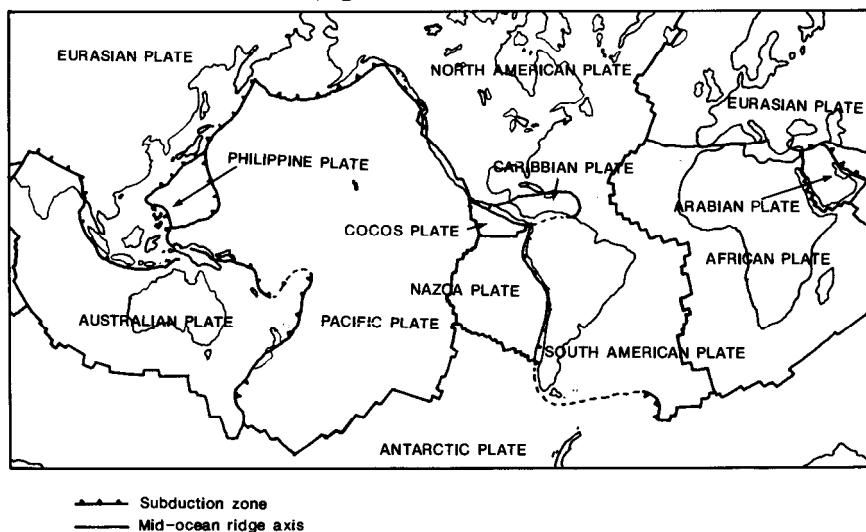 EURASIAN PLATE
NORTH AMERICAN PLATE
EURASIAN PLATE
PHILIPPINE PLATE
CARIBBIAN PLATE
ARABIAN PLATE
COCOS PLATE
AFRICAN PLATE
NAZCA PLATE
AUSTRALIAN PLATE
PACIFIC PLATE
SOUTH AMERICAN PLATE
ANTARCTIC PLATE
Subduction zone
Mid-ocean ridge axis